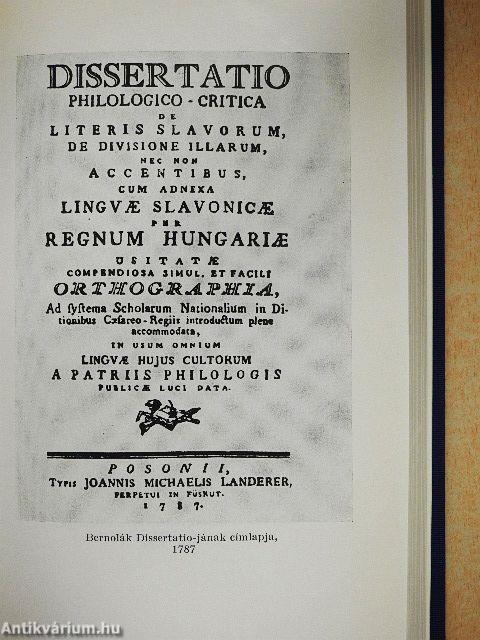 DISSERTATIO
PHILOLOGICO-CRITICA
DE
LITERIS SLAVORUM,
DE DIVISIONE ILLARUM,
NEC NON
ACCENTIBUS,
CUM ADNEXA
LINGVÆ SLAVONICÆ
PER
REGNUM HUNGARIÆ
USITATÆ
COMPENDIOSA SIMUL, ET FACILI
ORTHOGRAPHIA,
Ad ſyſtema Scholarum Nationalium in Di-
tionibus Cæſareo-Regiis introductum plene
accommodata,
IN USUM OMNIUM
LINGVÆ HUJUS CULTORUM
A PATRIIS PHILOLOGIS
PUBLICÆ LUCI DATA.
POSONII,
TYPIS JOANNIS MICHAELIS LANDERER,
PERPETUI IN FÜSKUT.
1787.
Bernolák Dissertatio-jának címlapja,
1787
Antikvárium.hu